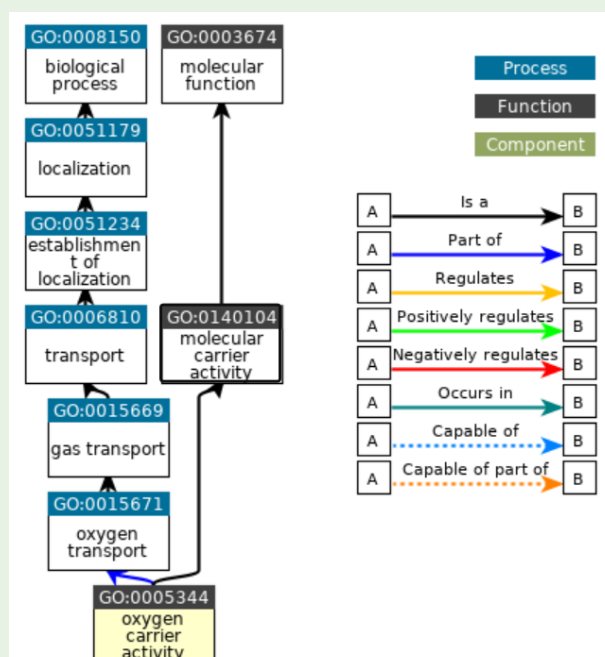 GO:0008150
biological
process
GO:0003674
molecular
function
GO:0051179
localization
GO:0051234
establishmen
t of
localization
GO:0006810
transport
GO:0140104
molecular
carrier
activity
GO:0015669
gas transport
GO:0015671
oxygen
transport
GO:0005344
oxygen
carrier
activity
Process
Function
Component
A Is a B
A Part of B
A Regulates B
A Positively regulates B
A Negatively regulates B
A Occurs in B
A Capable of B
A Capable of part of B